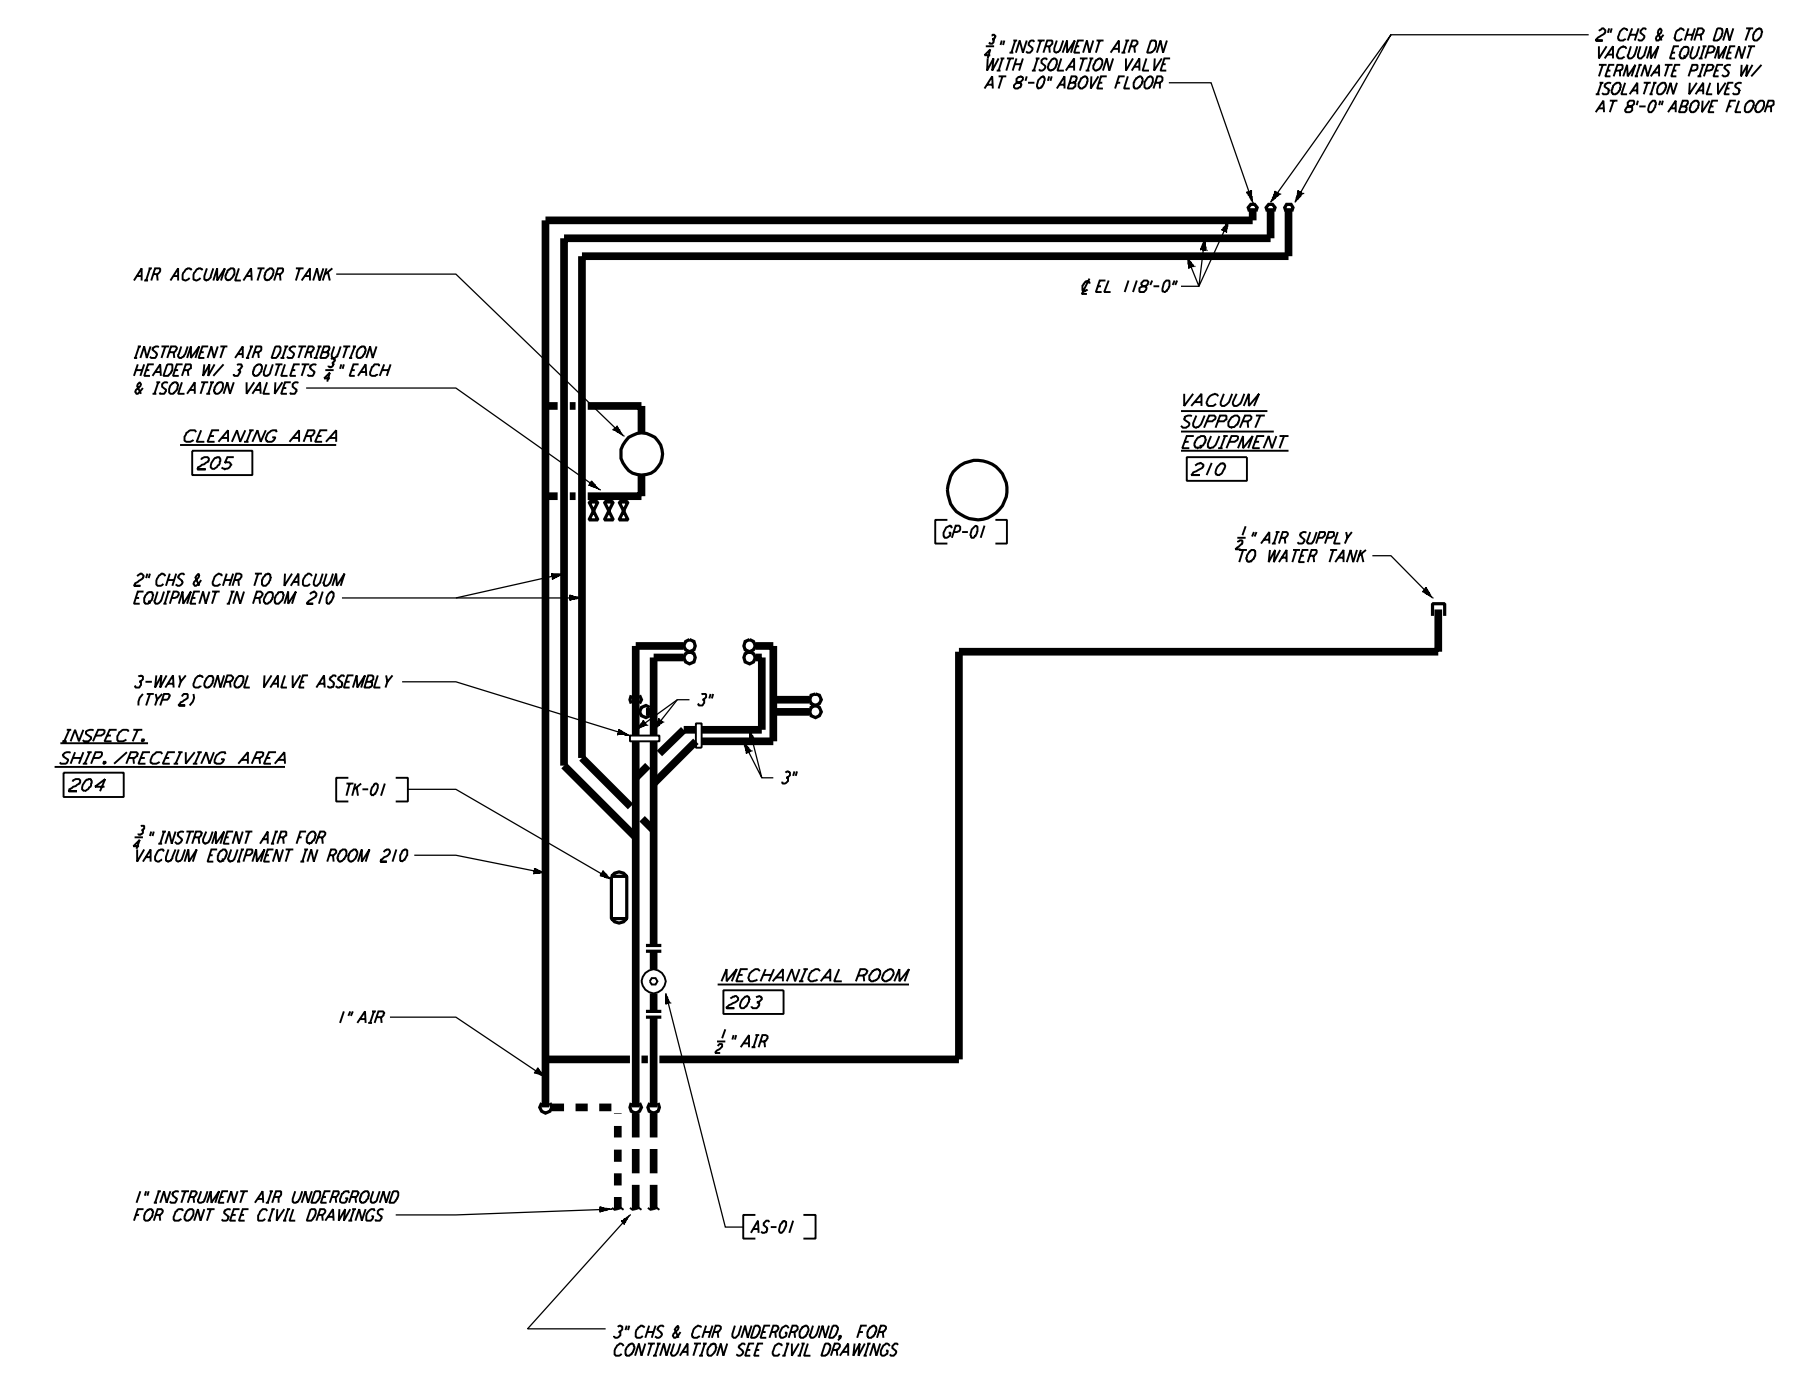 3/4" INSTRUMENT AIR DN
WITH ISOLATION VALVE
AT 8'-0" ABOVE FLOOR
2" CHS & CHR DN TO
VACUUM EQUIPMENT
TERMINATE PIPES W/
ISOLATION VALVES
AT 8'-0" ABOVE FLOOR
AIR ACCUMOLATOR TANK
℄ EL 118'-0"
INSTRUMENT AIR DISTRIBUTION
HEADER W/ 3 OUTLETS 3/4" EACH
& ISOLATION VALVES
CLEANING AREA
205
VACUUM
SUPPORT
EQUIPMENT
210
GP-01
1/2" AIR SUPPLY
TO WATER TANK
2" CHS & CHR TO VACUUM
EQUIPMENT IN ROOM 210
3-WAY CONROL VALVE ASSEMBLY
(TYP 2)
3"
3"
INSPECT.
SHIP./RECEIVING AREA
204
TK-01
3/4" INSTRUMENT AIR FOR
VACUUM EQUIPMENT IN ROOM 210
MECHANICAL ROOM
203
1" AIR
1/2" AIR
1" INSTRUMENT AIR UNDERGROUND
FOR CONT SEE CIVIL DRAWINGS
AS-01
3" CHS & CHR UNDERGROUND, FOR
CONTINUATION SEE CIVIL DRAWINGS